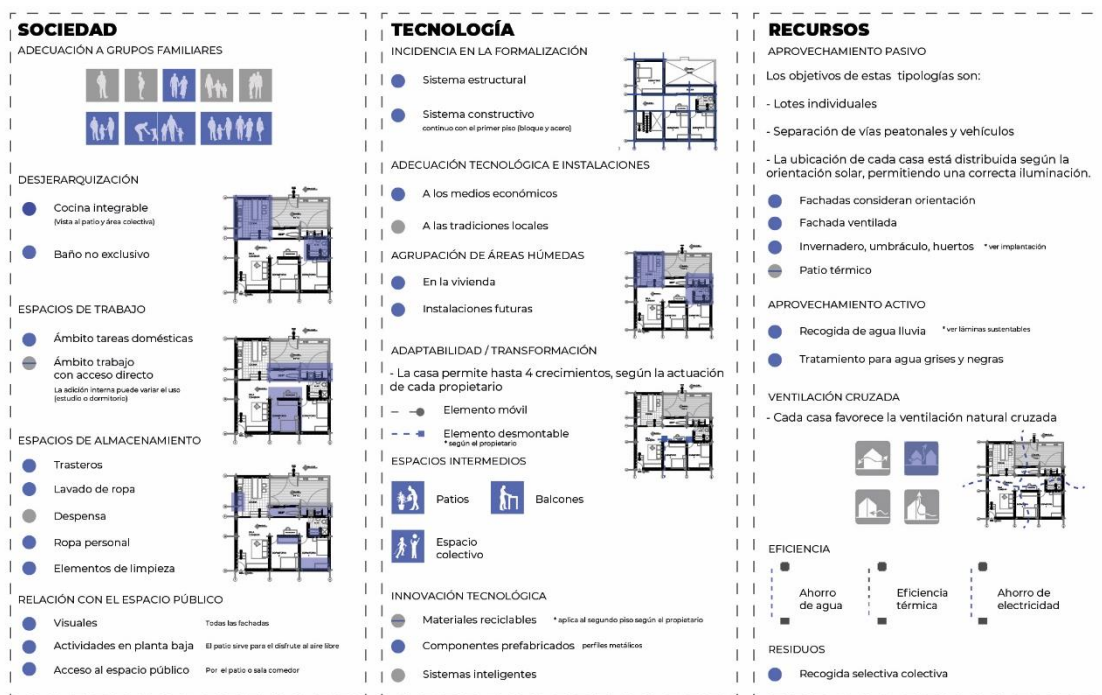 SOCIEDAD
ADECUACIÓN A GRUPOS FAMILIARES
DESJERARQUIZACIÓN
Cocina integrable
(Vista al patio y área colectiva)
Baño no exclusivo
ESPACIOS DE TRABAJO
Ámbito tareas domésticas
Ámbito trabajo
con acceso directo
La adición interna puede variar el uso
(estudio o dormitorio)
ESPACIOS DE ALMACENAMIENTO
Trasteros
Lavado de ropa
Despensa
Ropa personal
Elementos de limpieza
RELACIÓN CON EL ESPACIO PÚBLICO
Visuales Todas las fachadas
Actividades en planta baja El patio sirve para el disfrute al aire libre
Acceso al espacio público Por el patio o sala comedor
TECNOLOGÍA
INCIDENCIA EN LA FORMALIZACIÓN
Sistema estructural
Sistema constructivo
continuo con el primer piso (bloque y acero)
ADECUACIÓN TECNOLÓGICA E INSTALACIONES
A los medios económicos
A las tradiciones locales
AGRUPACIÓN DE ÁREAS HÚMEDAS
En la vivienda
Instalaciones futuras
ADAPTABILIDAD / TRANSFORMACIÓN
- La casa permite hasta 4 crecimientos, según la actuación
de cada propietario
Elemento móvil
Elemento desmontable
* según el propietario
ESPACIOS INTERMEDIOS
Patios Balcones
Espacio
colectivo
INNOVACIÓN TECNOLÓGICA
Materiales reciclables * aplica al segundo piso según el propietario
Componentes prefabricados perfiles metálicos
Sistemas inteligentes
RECURSOS
APROVECHAMIENTO PASIVO
Los objetivos de estas tipologías son:
- Lotes individuales
- Separación de vías peatonales y vehículos
- La ubicación de cada casa está distribuida según la
orientación solar, permitiendo una correcta iluminación.
Fachadas consideran orientación
Fachada ventilada
Invernadero, umbráculo, huertos * ver implantación
Patio térmico
APROVECHAMIENTO ACTIVO
Recogida de agua lluvia * ver láminas sustentables
Tratamiento para agua grises y negras
VENTILACIÓN CRUZADA
- Cada casa favorece la ventilación natural cruzada
EFICIENCIA
Ahorro
de agua
Eficiencia
térmica
Ahorro de
electricidad
RESIDUOS
Recogida selectiva colectiva